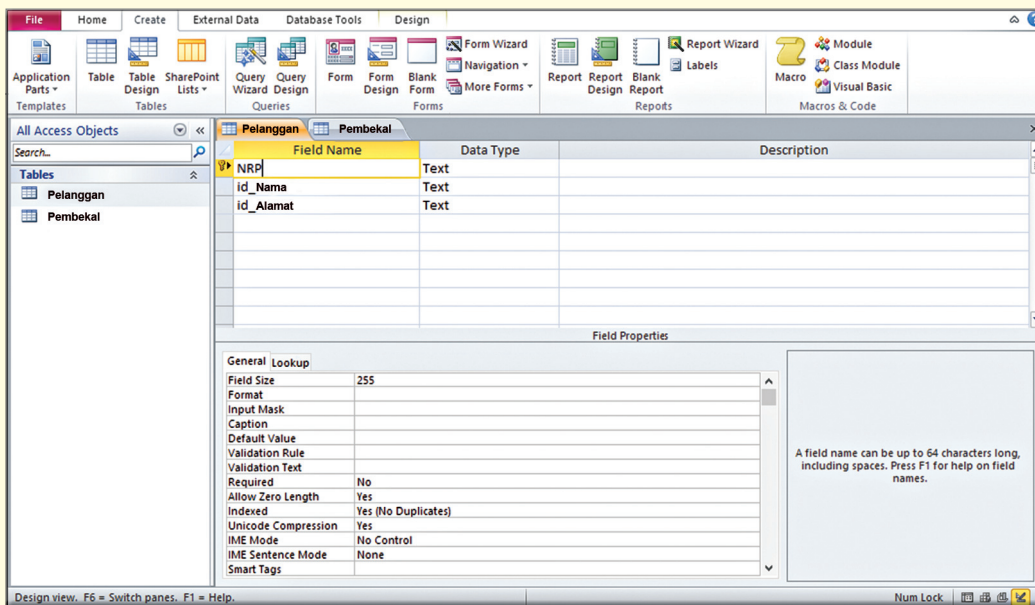 File Home Create External Data Database Tools Design
Application Parts
Table
Table Design
SharePoint Lists
Query Wizard
Query Design
Form
Form Design
Blank Form
Form Wizard
Navigation
More Forms
Report
Report Design
Blank Report
Report Wizard
Labels
Macro
Module
Class Module
Visual Basic
Templates Tables Queries Forms Reports Macros & Code
All Access Objects
Search...
Tables
Pelanggan
Pembekal
Pelanggan Pembekal
Field Name Data Type Description
NRP Text
id_Nama Text
id_Alamat Text
Field Properties
General Lookup
Field Size 255
Format
Input Mask
Caption
Default Value
Validation Rule
Validation Text
Required No
Allow Zero Length Yes
Indexed Yes (No Duplicates)
Unicode Compression Yes
IME Mode No Control
IME Sentence Mode None
Smart Tags
A field name can be up to 64 characters long,
including spaces. Press F1 for help on field
names.
Design view. F6 = Switch panes. F1 = Help. Num Lock